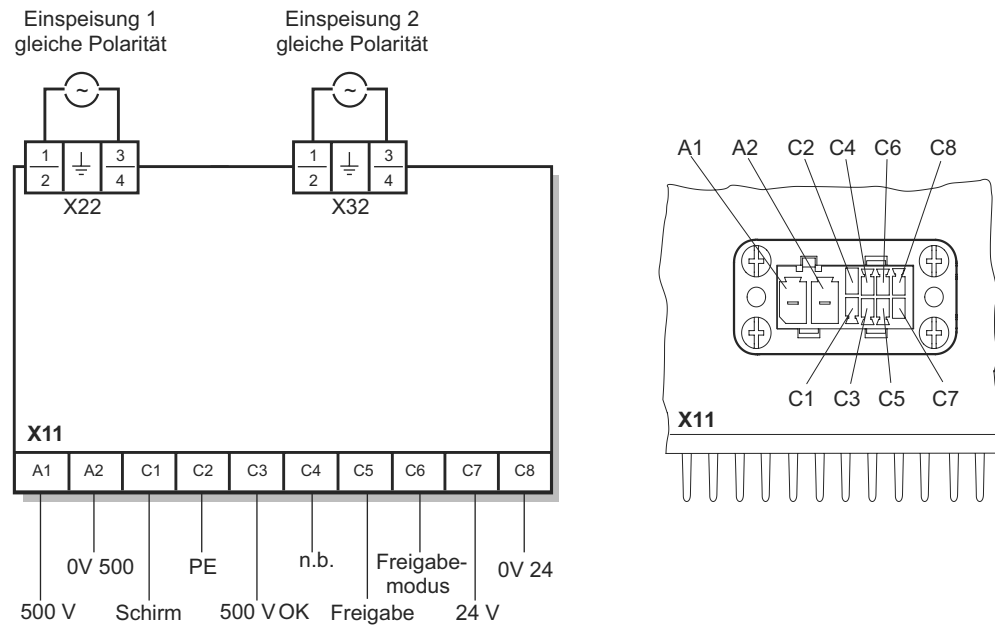 Einspeisung 1
gleiche Polarität
Einspeisung 2
gleiche Polarität
~
~
1
2
3
4
X22
1
2
3
4
X32
X11
A1 A2 C1 C2 C3 C4 C5 C6 C7 C8
0V 500
PE
n.b.
Freigabe-
modus
0V 24
500 V
Schirm
500 V OK
Freigabe
24 V
A1 A2 C2 C4 C6 C8
C1 C3 C5 C7
X11